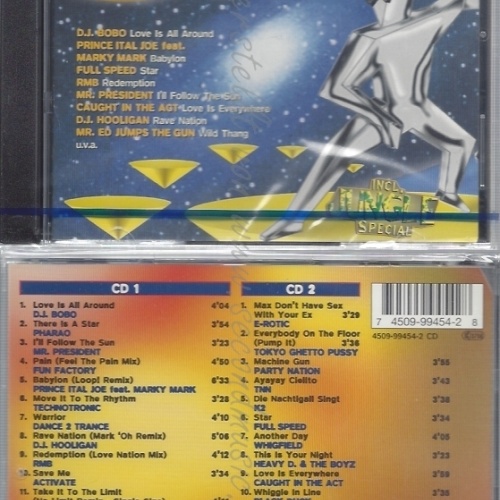 D.J. BOBO Love Is All Around
PRINCE ITAL JOE feat.
MARKY MARK Babylon
FULL SPEED Star
RMB Redemption
MR. PRESIDENT I'll Follow The Sun
CAUGHT IN THE ACT Love Is Everywhere
D.J. HOOLIGAN Rave Nation
MR. ED JUMPS THE GUN Wild Thang
u.v.a.
INCL.
JUNGLE
SPECIAL
CD 1
1. Love Is All Around 4'04
D.J. BOBO
2. There Is A Star 3'54
PHARAO
3. I'll Follow The Sun 3'23
MR. PRESIDENT
4. Pain (Feel The Pain Mix) 4'50
FUN FACTORY
5. Babylon (Loop! Remix) 6'33
PRINCE ITAL JOE feat. MARKY MARK
6. Move It To The Rhythm 3'28
TECHNOTRONIC
7. Warrior 4'10
DANCE 2 TRANCE
8. Rave Nation (Mark 'Oh Remix) 5'06
D.J. HOOLIGAN
9. Redemption (Love Nation Mix) 4'12
RMB
10. Save Me 3'34
ACTIVATE
11. Take It To The Limit
CD 2
1. Max Don't Have Sex
With Your Ex 3'29
E-ROTIC
2. Everybody On The Floor
(Pump It) 3'36
TOKYO GHETTO PUSSY
3. Machine Gun 3'55
PARTY NATION
4. Ayayay Cielito 3'43
TNN
5. Die Nachtigall Singt 3'38
K2
6. Star 3'34
FULL SPEED
7. Another Day 4'05
WHIGFIELD
8. This Is Your Night 3'23
HEAVY D. & THE BOYZ
9. Love Is Everywhere
CAUGHT IN THE ACT
10. Whiggle In Line 3'35
7 4509-99454-2 8
4509-99454-2 CD